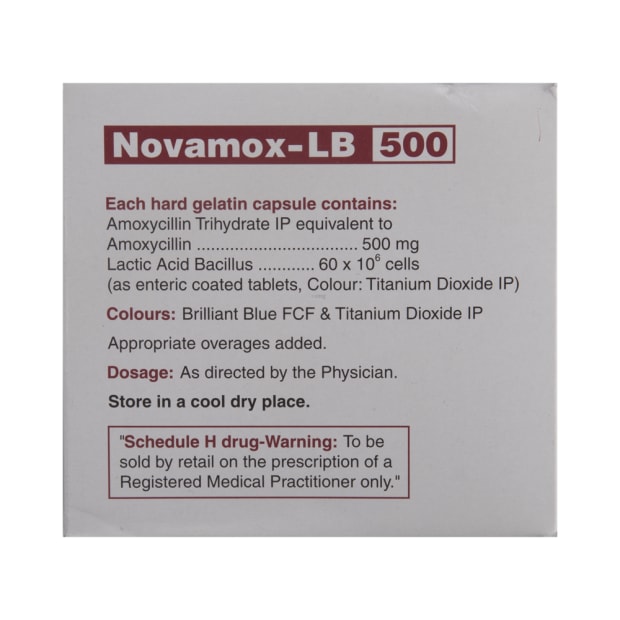 Novamox-LB 500
Each hard gelatin capsule contains:
Amoxycillin Trihydrate IP equivalent to
Amoxycillin .................................. 500 mg
Lactic Acid Bacillus ............ 60 x 10⁶ cells
(as enteric coated tablets, Colour: Titanium Dioxide IP)
Colours: Brilliant Blue FCF & Titanium Dioxide IP
Appropriate overages added.
Dosage: As directed by the Physician.
Store in a cool dry place.
"Schedule H drug-Warning: To be
sold by retail on the prescription of a
Registered Medical Practitioner only."